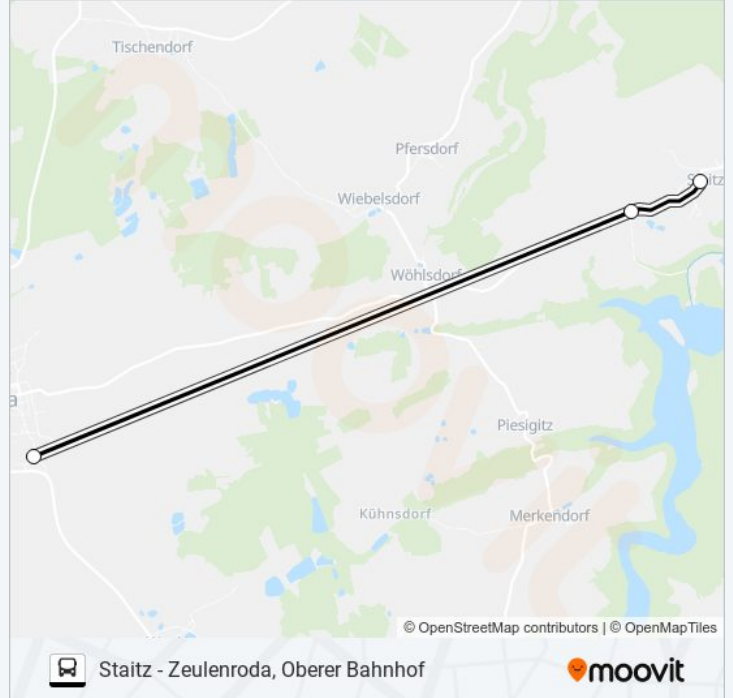 Tischendorf
Pfersdorf
Wiebelsdorf
Wöhlsdorf
a
Piesigitz
Kühnsdorf
Merkendorf
© OpenStreetMap contributors | © OpenMapTiles
Staitz - Zeulenroda, Oberer Bahnhof
moovit